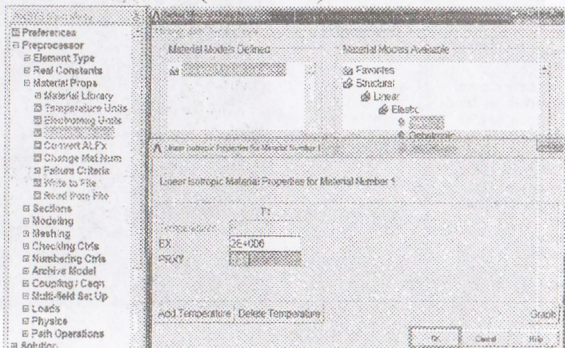 Preferences
Preprocessor
Element Type
Real Constants
Material Props
Material Library
Temperature Units
Electromag Units
Convert ALPx
Change Mat Num
Failure Criteria
Write to File
Read from File
Sections
Modeling
Meshing
Checking Ctrls
Numbering Ctrls
Archive Model
Coupling / Ceqn
Multi-field Set Up
Loads
Physics
Path Operations
Solution
Material Models Defined
Material Models Available
Favorites
Structural
Linear
Elastic
Orthotropic
Linear Isotropic Properties for Material Number 1
Linear Isotropic Material Properties for Material Number 1
T1
Temperatures
EX
2E+006
PRXY
Add Temperature
Delete Temperature
Graph
OK
Cancel
Help